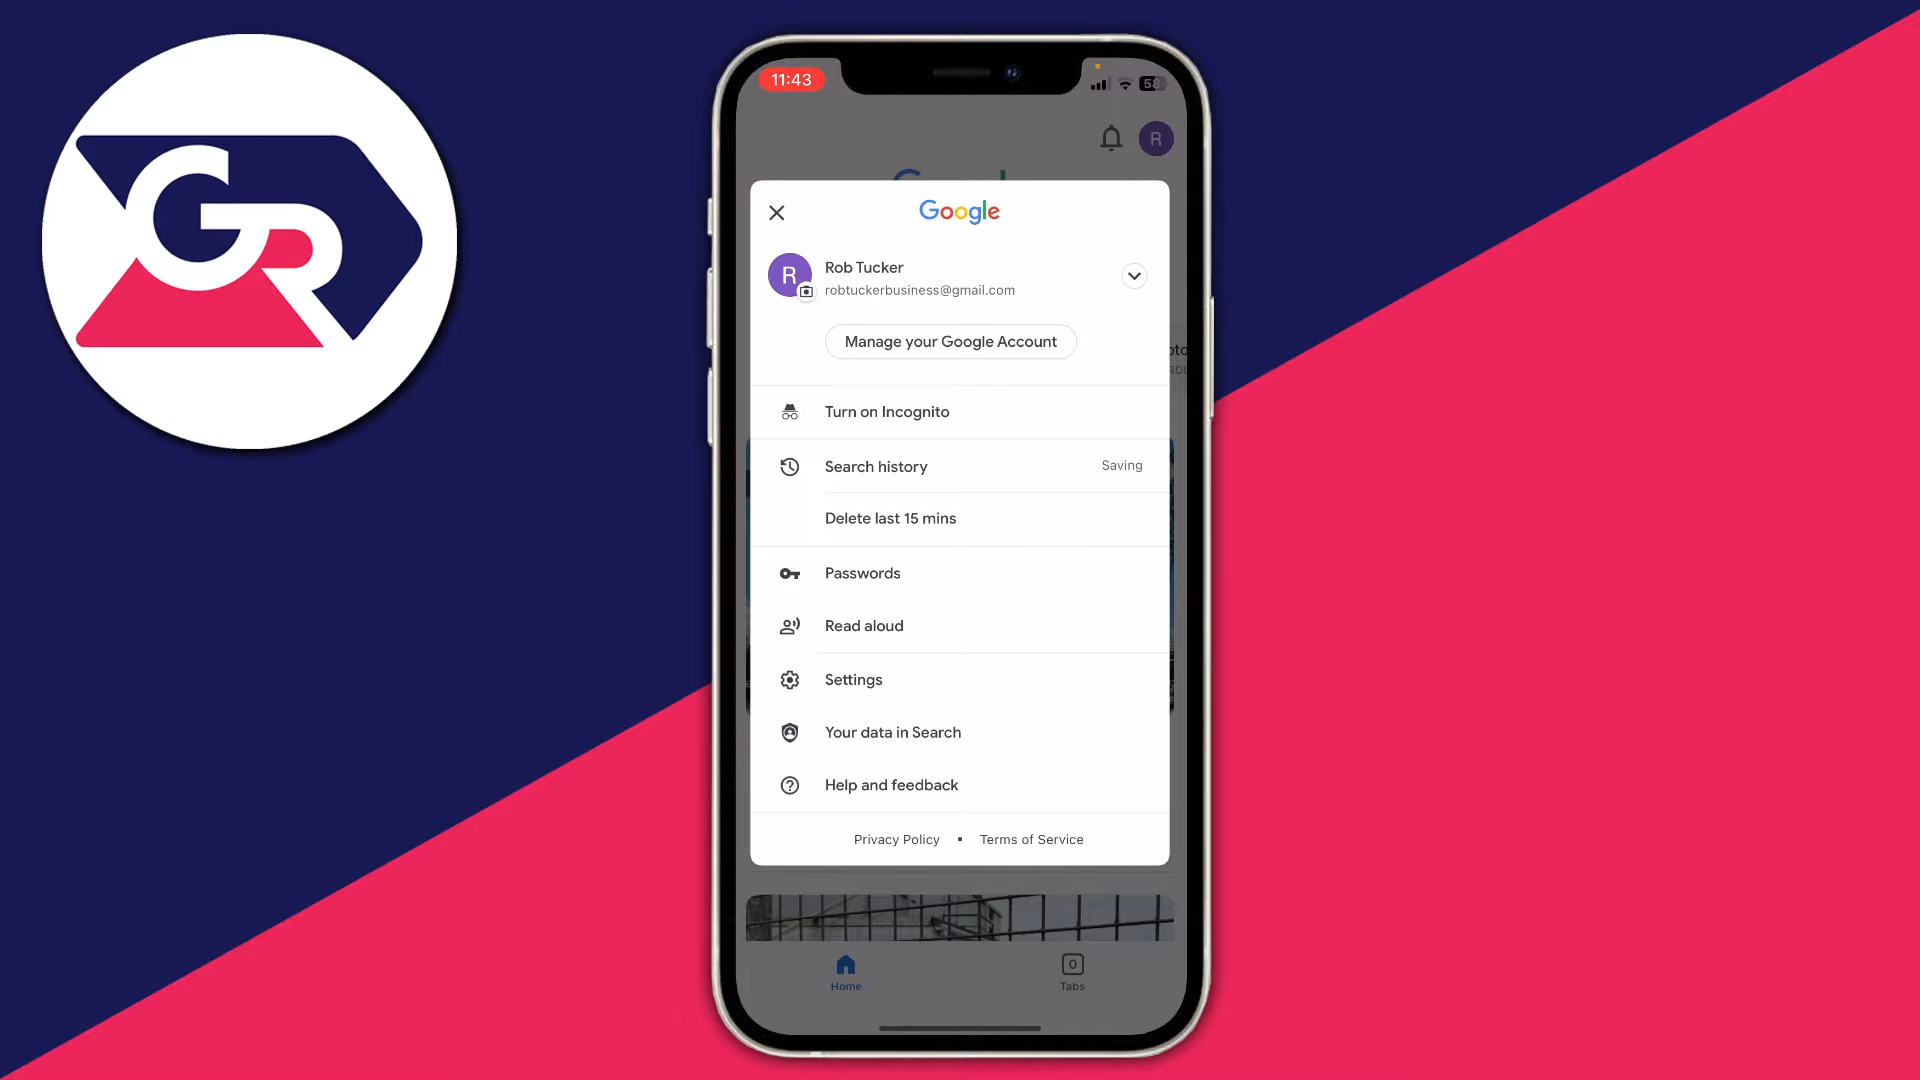 GR
11:43
58
R
Google
R
Rob Tucker
robtuckerbusiness@gmail.com
Manage your Google Account
Turn on Incognito
Search history
Saving
Delete last 15 mins
Passwords
Read aloud
Settings
Your data in Search
Help and feedback
Privacy Policy • Terms of Service
0
Home
Tabs